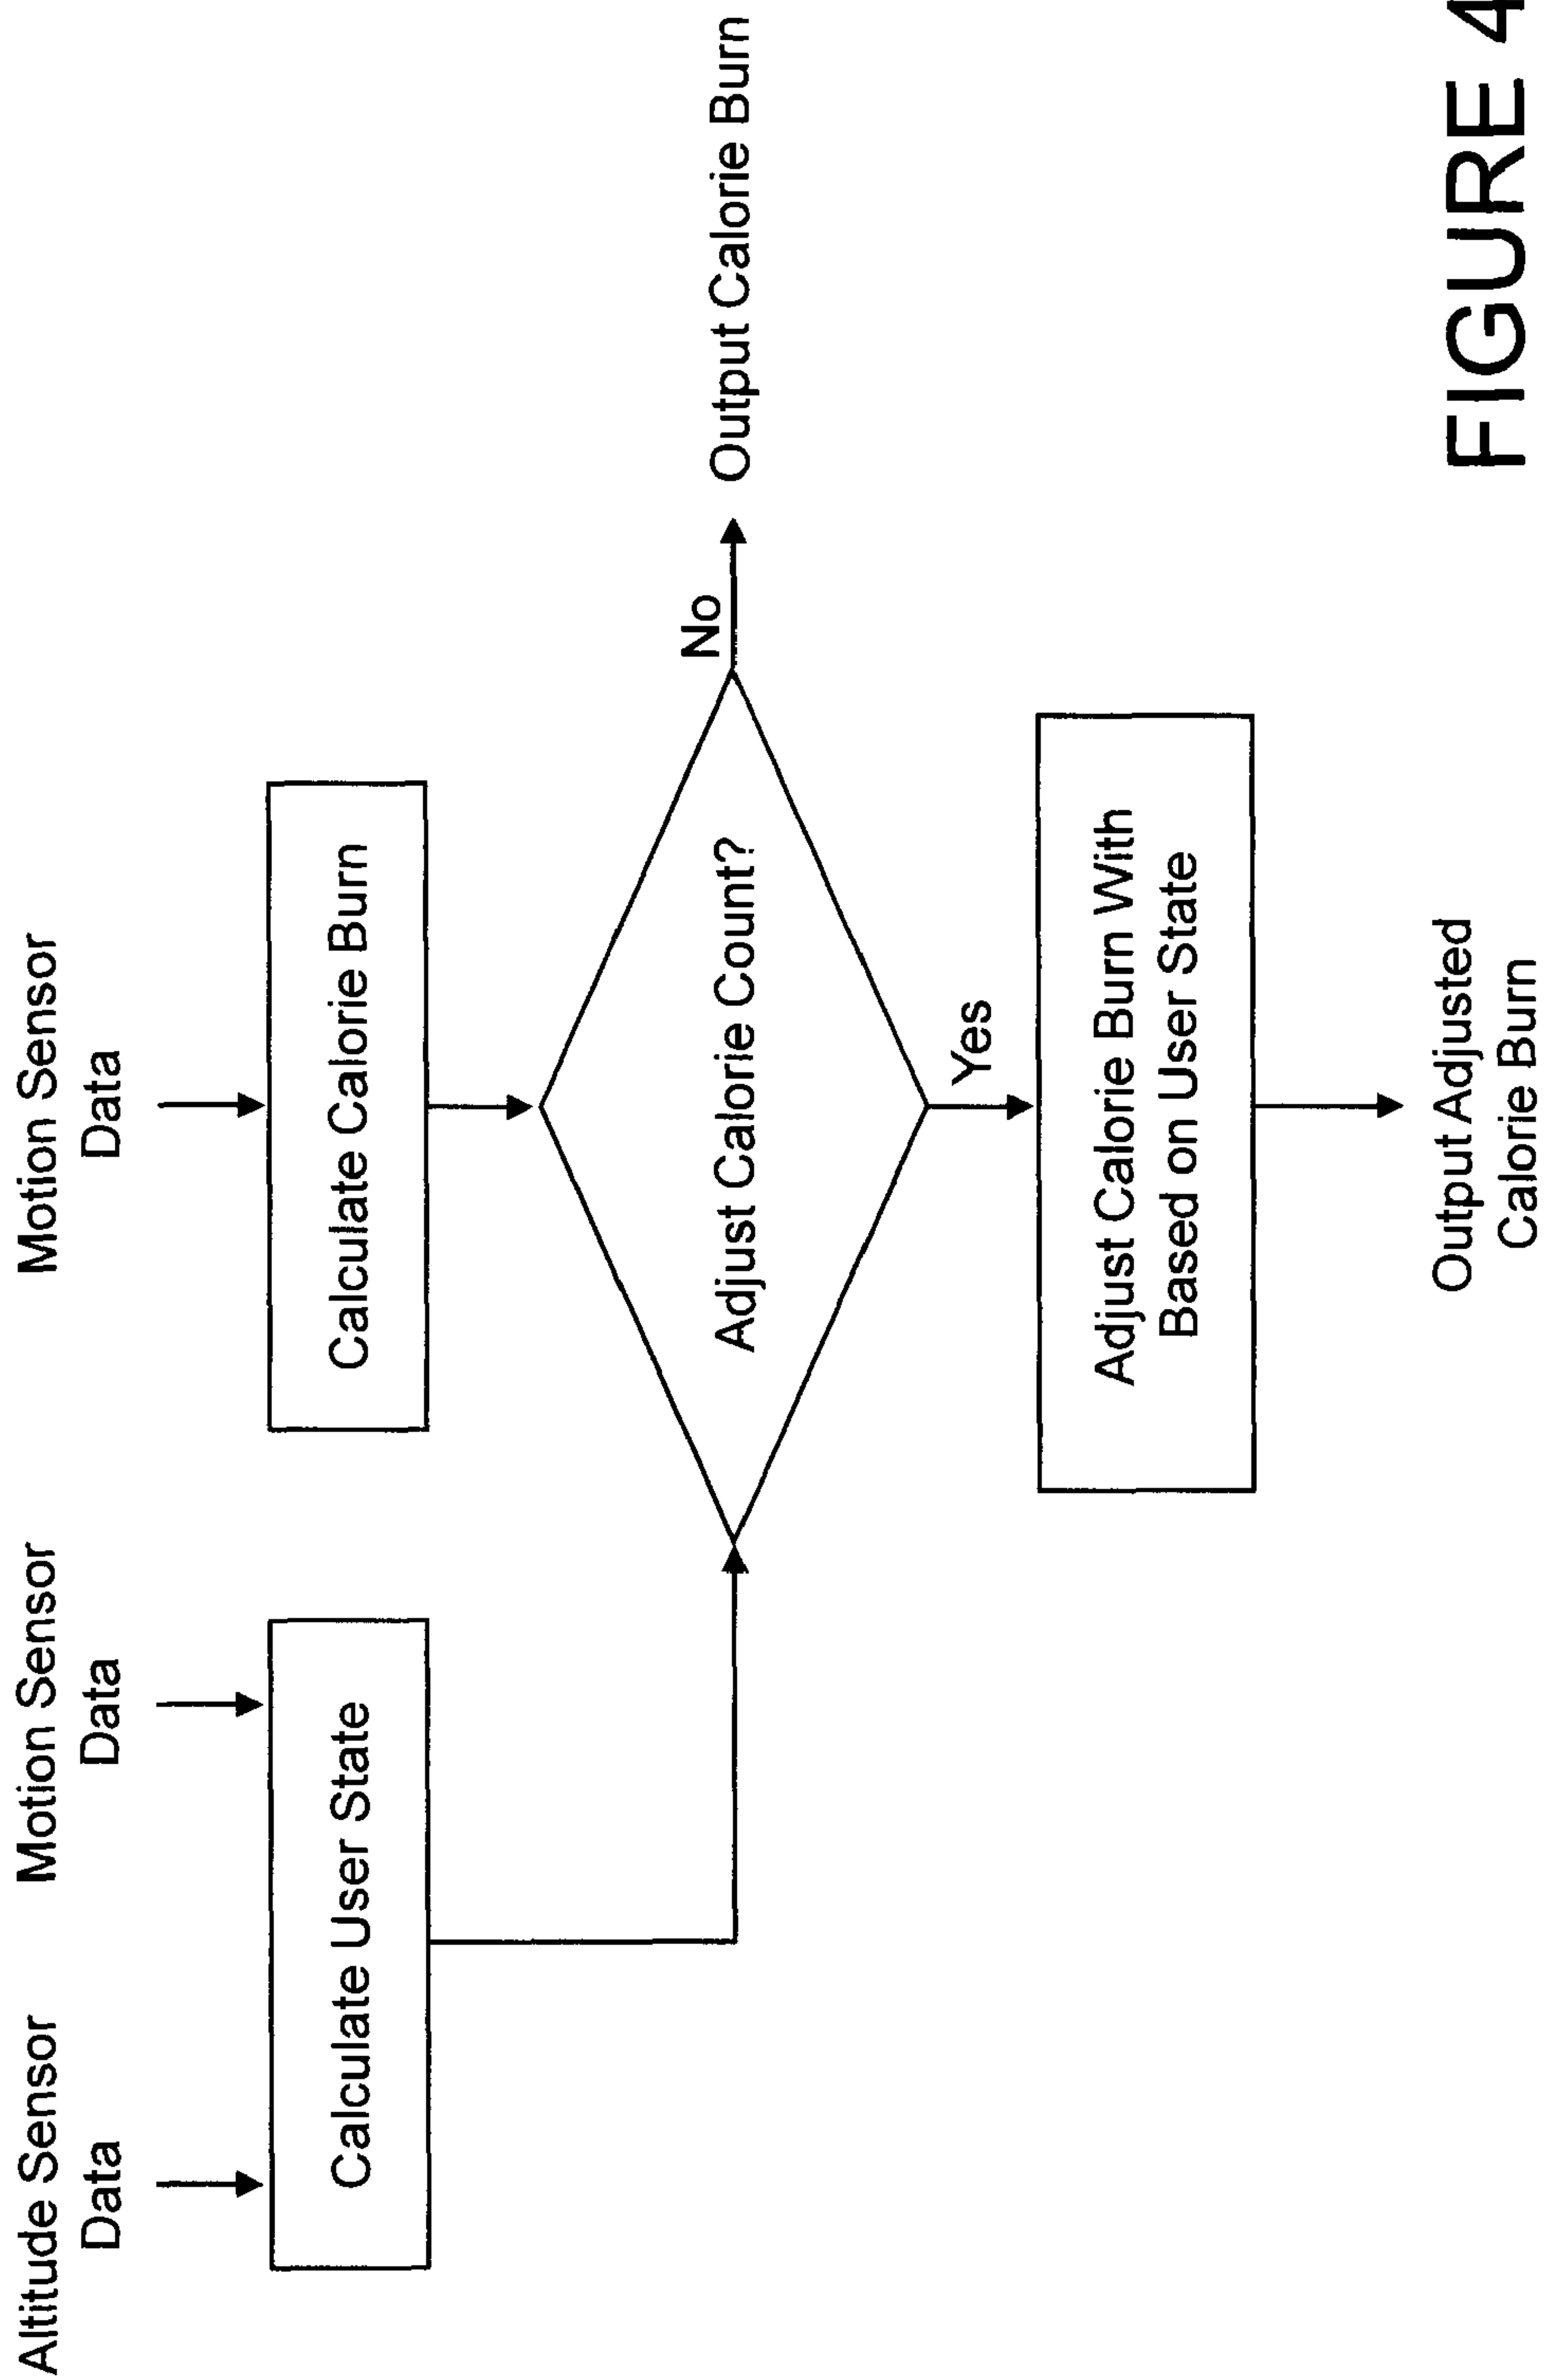 Altitude Sensor
Data
Motion Sensor
Data
Motion Sensor
Data
Calculate User State
Calculate Calorie Burn
Adjust Calorie Count?
No
Output Calorie Burn
Yes
Adjust Calorie Burn With
Based on User State
Output Adjusted
Calorie Burn
FIGURE 4